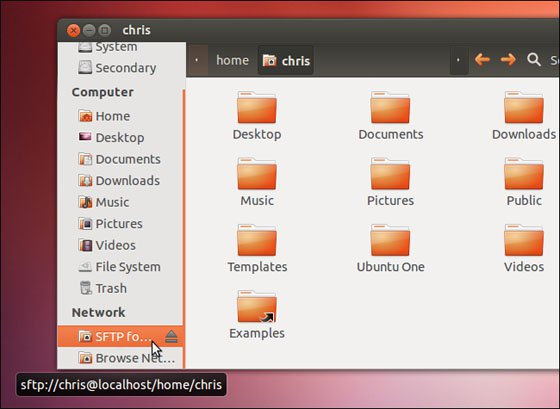 chris
System
Secondary
Computer
Home
Desktop
Documents
Downloads
Music
Pictures
Videos
File System
Trash
Network
SFTP fo...
Browse Net...
home chris
Desktop Documents Downloads
Music Pictures Public
Templates Ubuntu One Videos
Examples
sftp://chris@localhost/home/chris